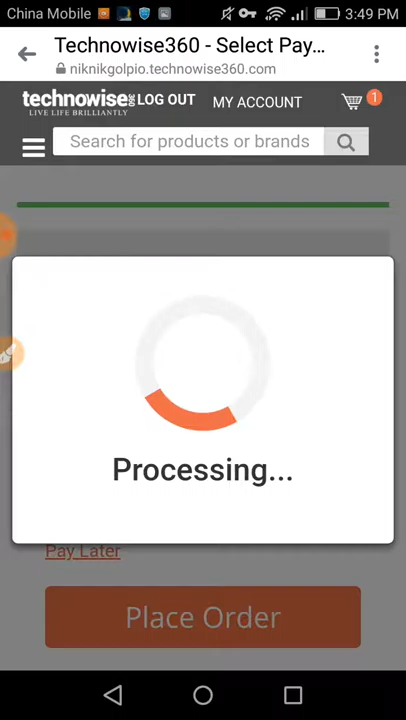 China Mobile 3:49 PM
Technowise360 - Select Pay...
niknikgolpio.technowise360.com
technowise 360 LOG OUT MY ACCOUNT 1
LIVE LIFE BRILLIANTLY
Search for products or brands
Processing...
Pay Later
Place Order